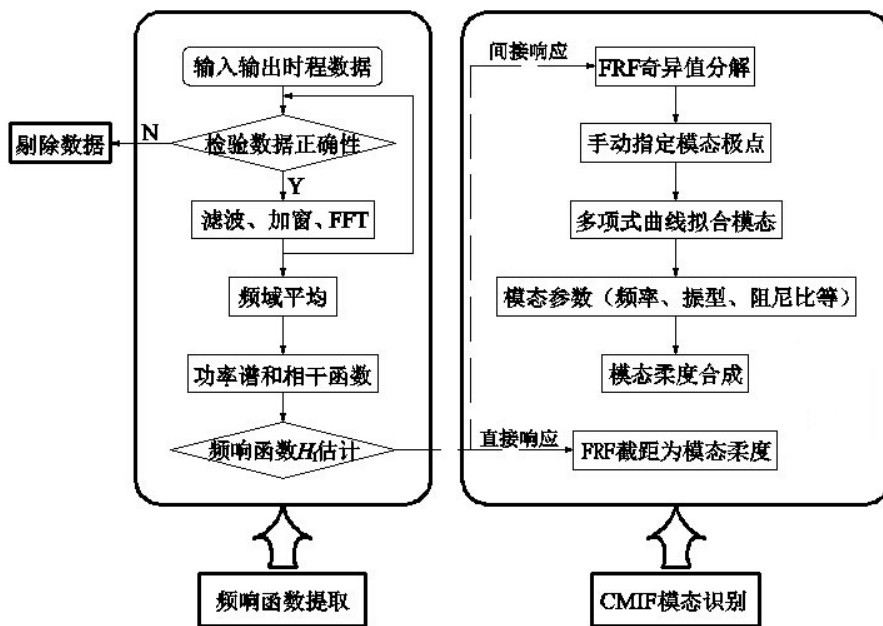 输入输出时程数据
检验数据正确性
N
剔除数据
Y
滤波、加窗、FFT
频域平均
功率谱和相干函数
频响函数H₁估计
频响函数提取
间接响应
FRF奇异值分解
手动指定模态极点
多项式曲线拟合模态
模态参数（频率、振型、阻尼比等）
模态柔度合成
直接响应
FRF截距为模态柔度
CMIF模态识别